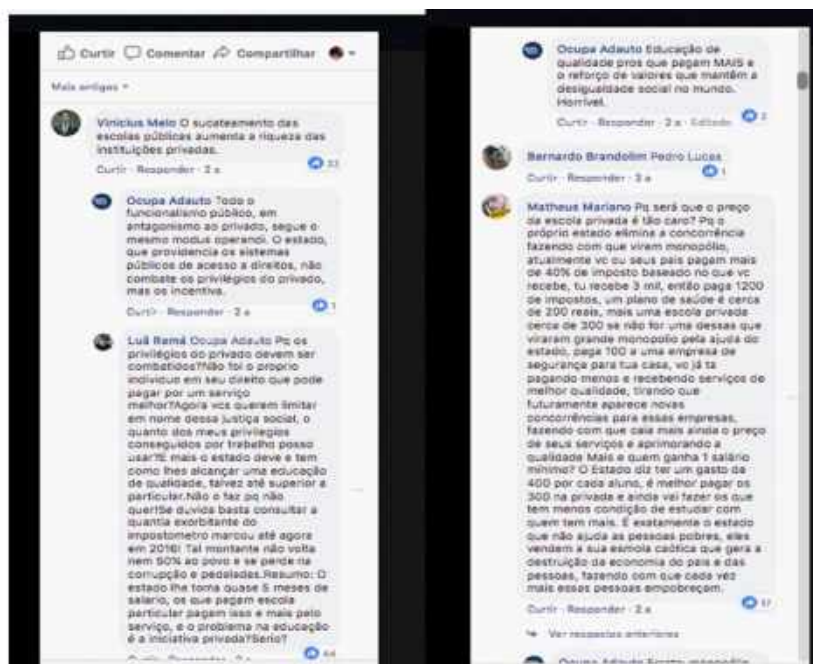 Curtir Comentar Compartilhar
Mais antigos
Vinicius Melo O sucateamento das
escolas públicas aumenta a riqueza das
instituições privadas.
Curtir · Responder · 2 a
33
Ocupa Adauto Todo o
funcionalismo público, em
antagonismo ao privado, segue o
mesmo modus operandi. O estado,
que providencia os sistemas
públicos de acesso a direitos, não
combate os privilégios do privado,
mas os incentiva.
Curtir · Responder · 2 a
1
Luã Ramá Ocupa Adauto Pq os
privilégios do privado devem ser
combatidos?Não foi o proprio
individuo em seu direito que pode
pagar por um serviço
melhor?Agora vcs querem limitar
em nome dessa justiça social, o
quanto dos meus privilegios
conseguidos por trabalho posso
usar?E mais o estado deve e tem
como lhes alcançar uma educação
de qualidade, talvez até superior a
particular.Não o faz pq não
quer!Se duvida basta consultar a
quantia exorbitante do
impostometro marcou até agora
em 2016! Tal montante não volta
nem 50% ao povo e se perde na
corrupção e pedaladas.Resumo: O
estado lhe toma quase 5 meses de
salario, os que pagam escola
particular pagam isso e mais pelo
serviço, e o problema na educação
é a iniciativa privada?Serio?
44
Ocupa Adauto Educação de
qualidade pros que pagam MAIS e
o reforço de valores que mantêm a
desigualdade social no mundo.
Horrível.
Curtir · Responder · 2 a · Editado
2
Bernardo Brandolim Pedro Lucas
Curtir · Responder · 2 a
1
Matheus Mariano Pq será que o preço
da escola privada é tão caro? Pq o
próprio estado elimina a concorrência
fazendo com que virem monopólio,
atualmente vc ou seus pais pagam mais
de 40% de imposto baseado no que vc
recebe, tu recebe 3 mil, então paga 1200
de impostos, um plano de saúde é cerca
de 200 reais, mais uma escola privada
cerca de 300 se não for uma dessas que
viraram grande monopolio pela ajuda do
estado, paga 100 a uma empresa de
segurança para tua casa, vc já ta
pagando menos e recebendo serviços de
melhor qualidade, tirando que
futuramente aparece novas
concorrências para essas empresas,
fazendo com que caia mais ainda o preço
de seus serviços e aprimorando a
qualidade Mais e quem ganha 1 salário
mínimo? O Estado diz ter um gasto de
400 por cada aluno, é melhor pagar os
300 na privada e ainda vai fazer os que
tem menos condição de estudar com
quem tem mais. E exatamente o estado
que não ajuda as pessoas pobres, eles
vendem a sua esmola caótica que gera a
destruição da economia do pais e das
pessoas, fazendo com que cada vez
mais essas pessoas empobreçam.
Curtir · Responder · 2 a
17
Ver respostas anteriores